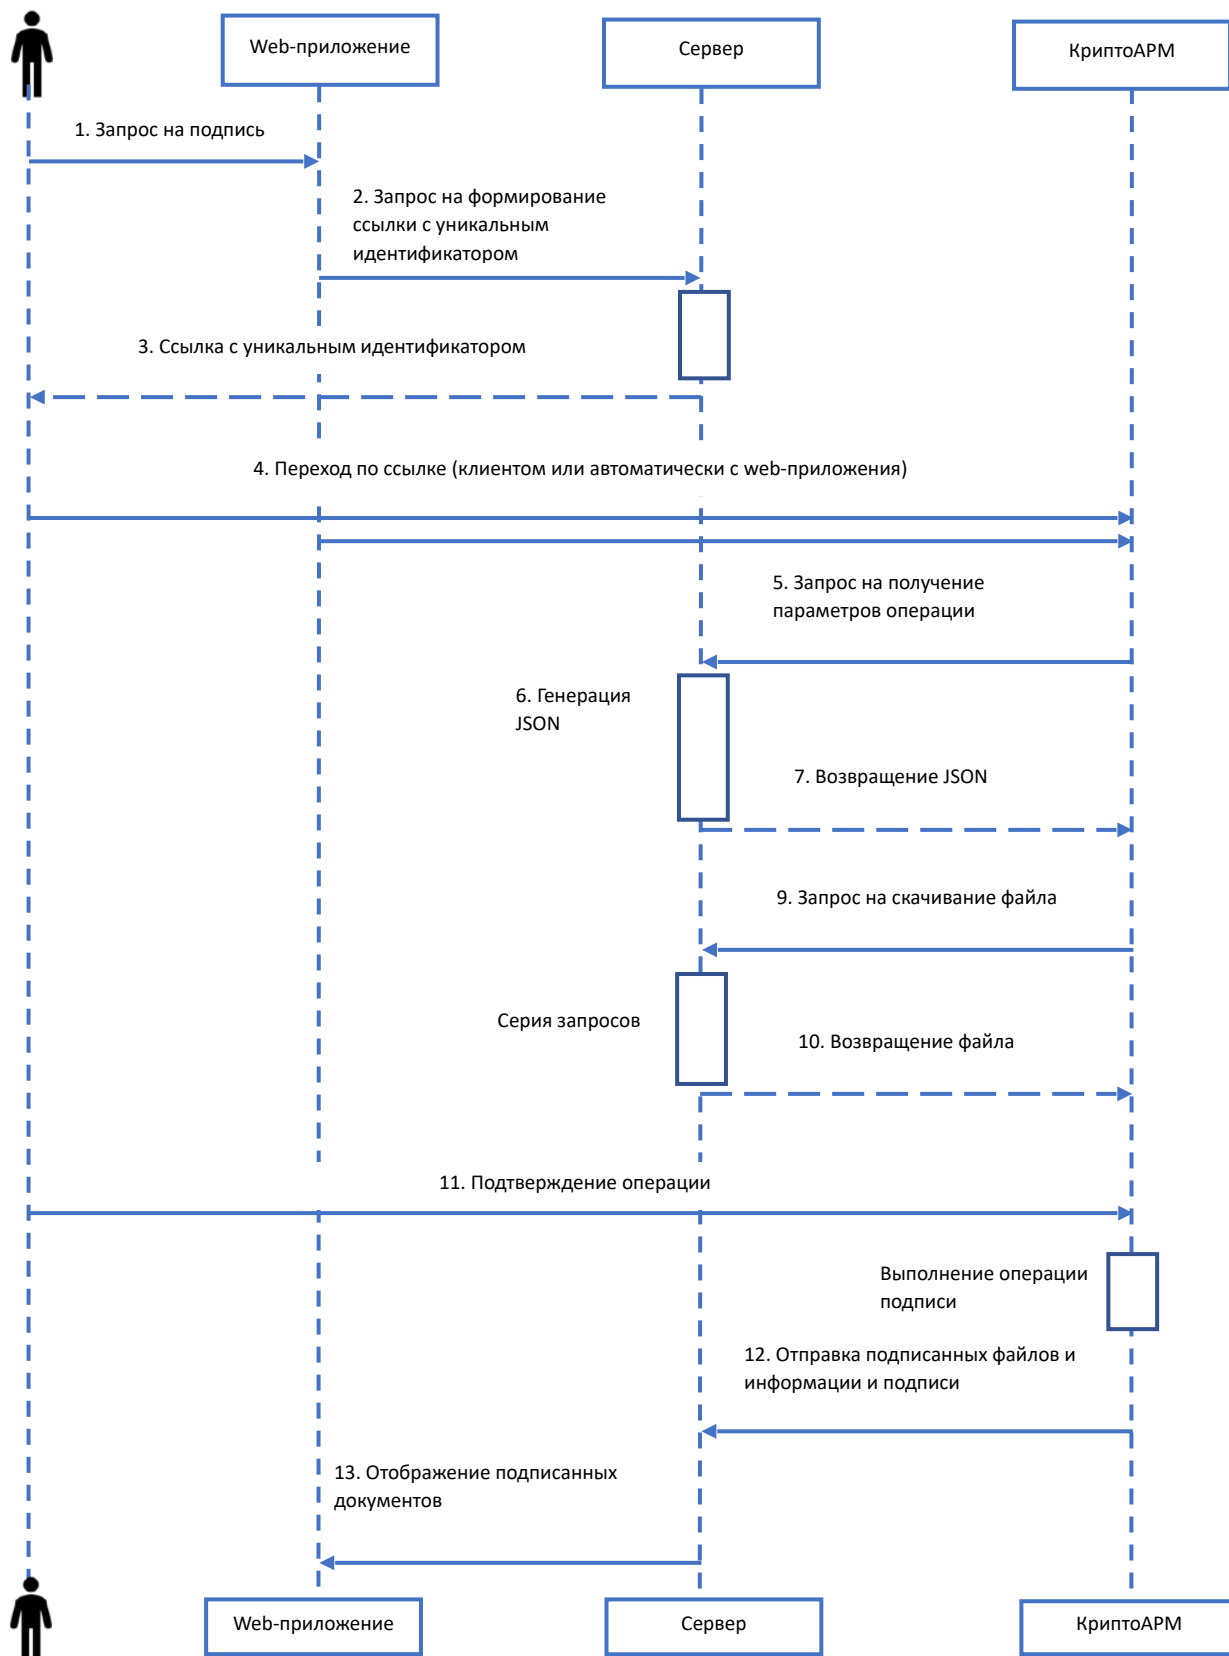 Web-приложение
Сервер
КриптоАРМ
1. Запрос на подпись
2. Запрос на формирование
ссылки с уникальным
идентификатором
3. Ссылка с уникальным идентификатором
4. Переход по ссылке (клиентом или автоматически с web-приложения)
5. Запрос на получение
параметров операции
6. Генерация
JSON
7. Возвращение JSON
9. Запрос на скачивание файла
Серия запросов
10. Возвращение файла
11. Подтверждение операции
Выполнение операции
подписи
12. Отправка подписанных файлов и
информации и подписи
13. Отображение подписанных
документов
Web-приложение
Сервер
КриптоАРМ